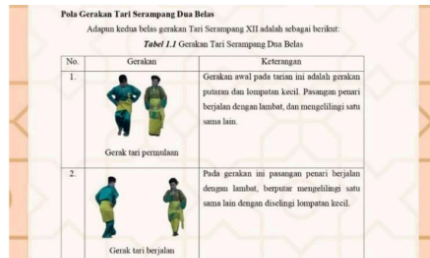 Pola Gerakan Tari Serampang Dua Belas
Adapun kedua belas gerakan Tari Serampang XII adalah sebagai berikut:
Tabel 1.1 Gerakan Tari Serampang Dua Belas
No. Gerakan Keterangan
1. Gerakan awal pada tarian ini adalah gerakan
putaran dan lompatan kecil. Pasangan penari
berjalan dengan lambat, dan mengelilingi satu
sama lain.
Gerak tari permulaan
2. Pada gerakan ini pasangan penari berjalan
dengan lambat, berputar mengelilingi satu
sama lain dengan diselingi lompatan kecil.
Gerak tari berjalan